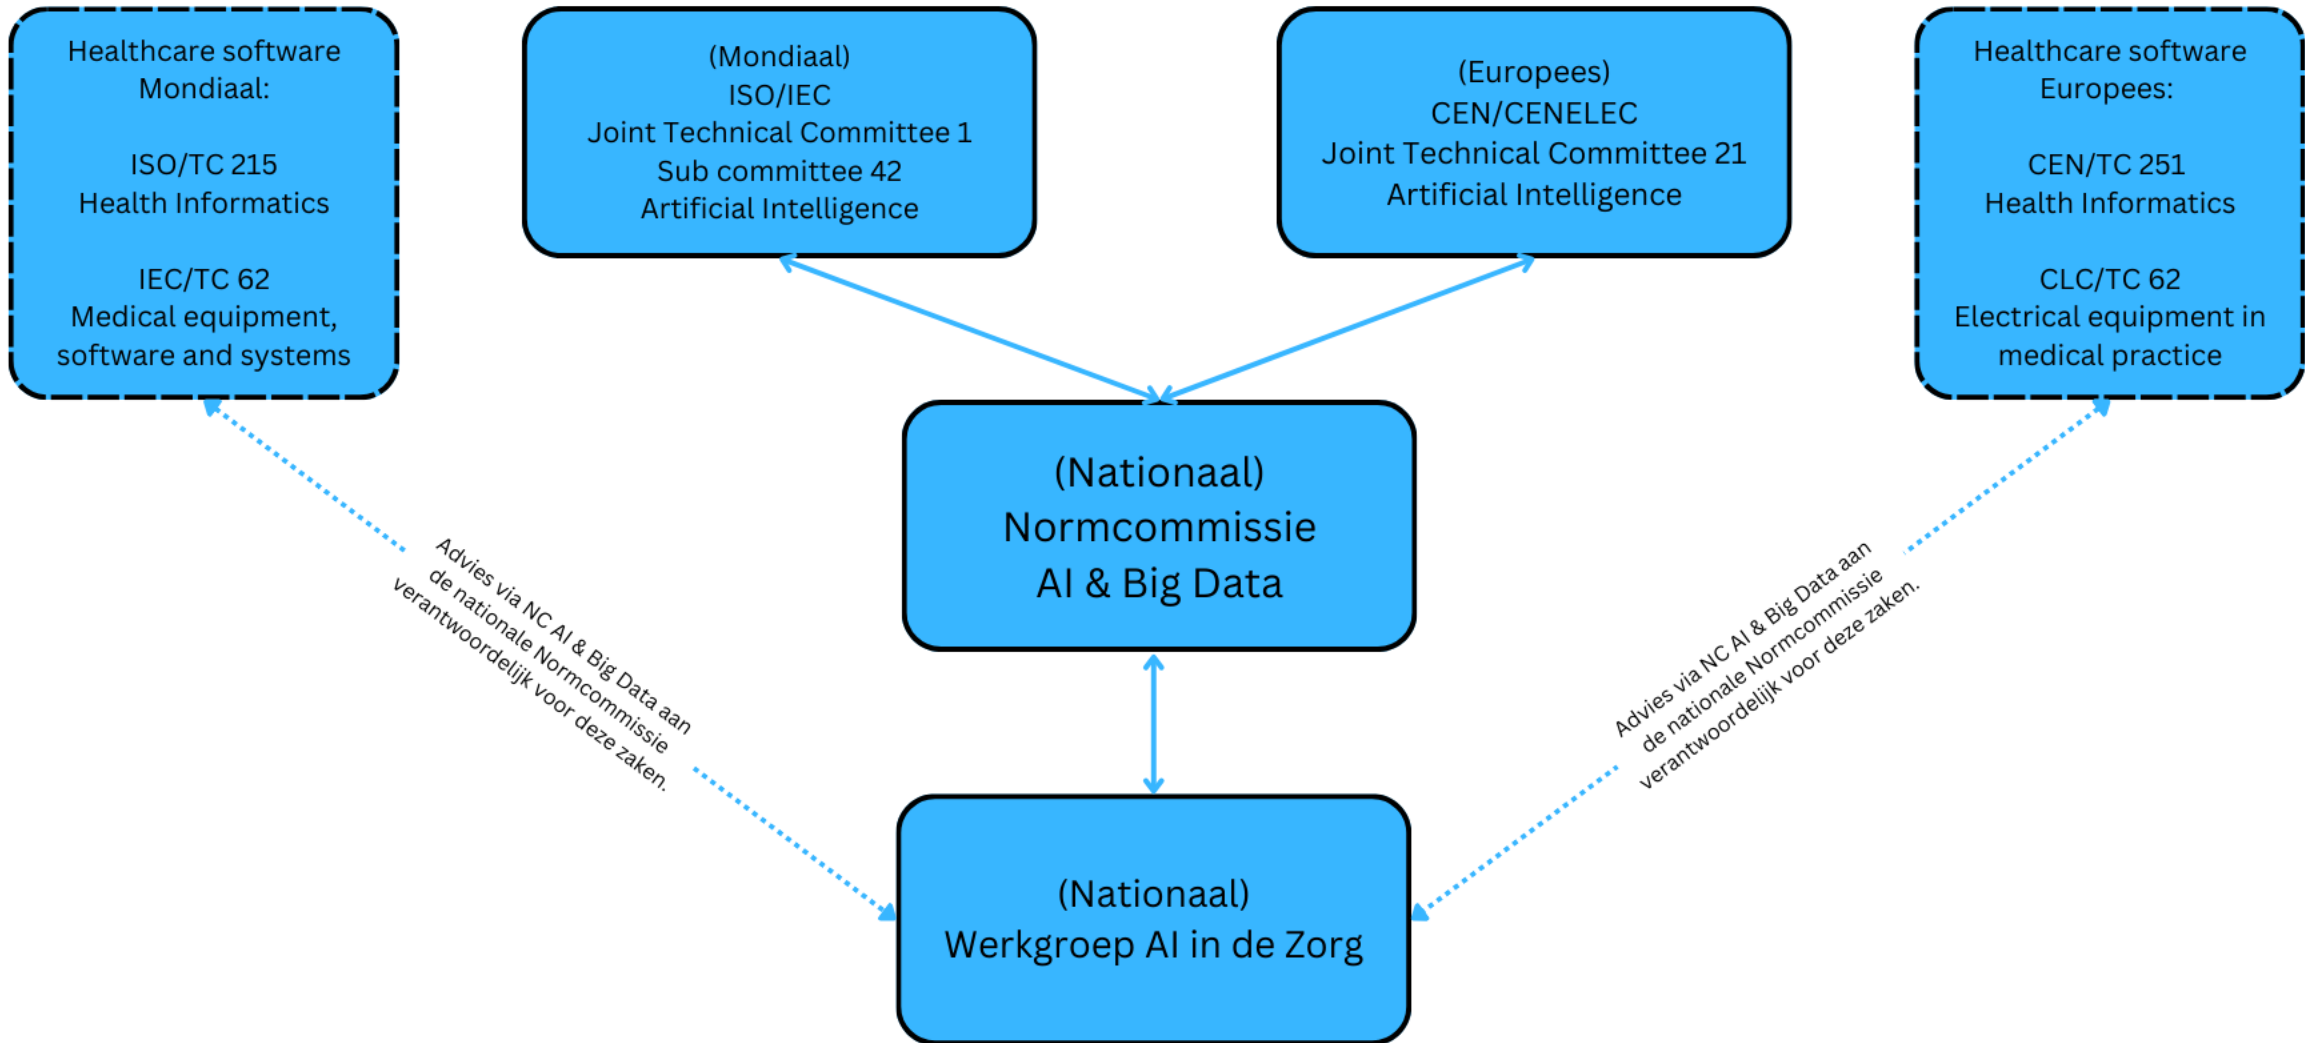 Healthcare software
Mondiaal:
ISO/TC 215
Health Informatics
IEC/TC 62
Medical equipment,
software and systems
(Mondiaal)
ISO/IEC
Joint Technical Committee 1
Sub committee 42
Artificial Intelligence
(Europees)
CEN/CENELEC
Joint Technical Committee 21
Artificial Intelligence
Healthcare software
Europees:
CEN/TC 251
Health Informatics
CLC/TC 62
Electrical equipment in
medical practice
(Nationaal)
Normcommissie
AI & Big Data
Advies via NC AI & Big Data aan
de nationale Normcommissie
verantwoordelijk voor deze zaken.
Advies via NC AI & Big Data aan
de nationale Normcommissie
verantwoordelijk voor deze zaken.
(Nationaal)
Werkgroep AI in de Zorg